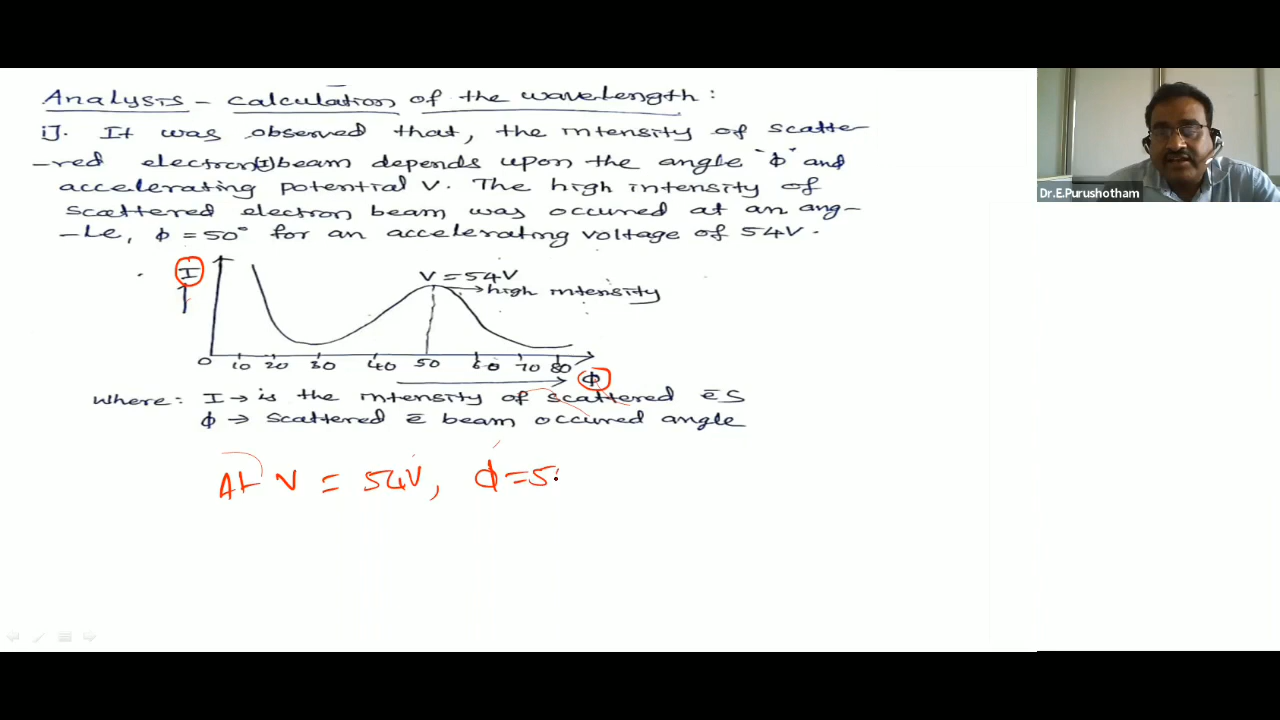 Analysis - calculation of the wavelength :
i]. It was observed that, the intensity of scatte-
-red electron(I) beam depends upon the angle "ϕ" and
accelerating potential V. The high intensity of
scattered electron beam was occured at an ang-
-le, ϕ = 50° for an accelerating voltage of 54V.
I
V = 54V
→ high intensity
0 10 20 30 40 50 60 70 80
ϕ
where: I → is the intensity of scattered ēs
ϕ → scattered ē beam occured angle
At V = 54V, ϕ = 5
Dr.E.Purushotham